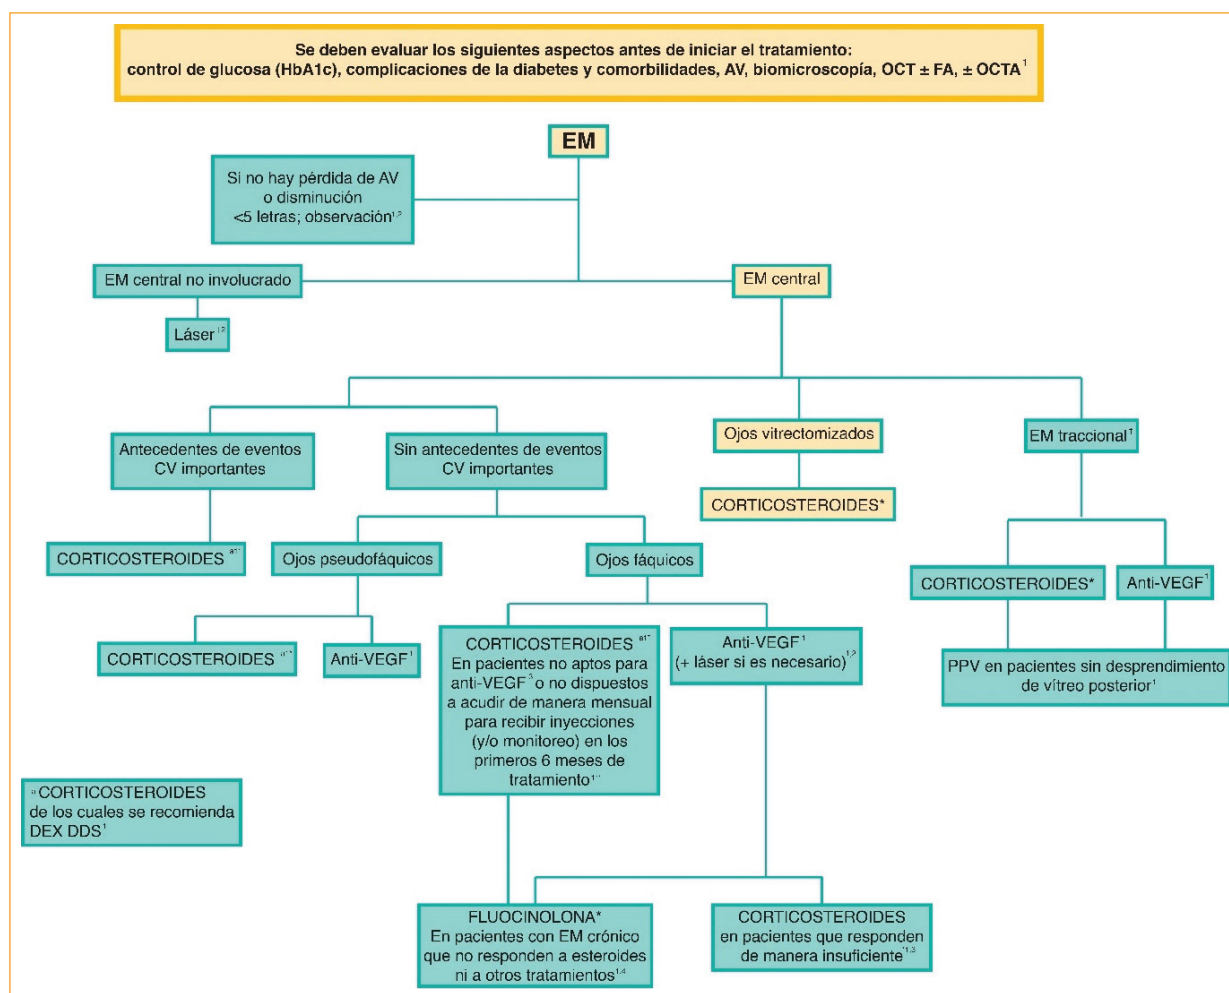 Se deben evaluar los siguientes aspectos antes de iniciar el tratamiento:
control de glucosa (HbA1c), complicaciones de la diabetes y comorbilidades, AV, biomicroscopía, OCT ± FA, ± OCTA¹
EM
Si no hay pérdida de AV
o disminución
<5 letras; observación¹,²
EM central no involucrado
EM central
Láser
Antecedentes de eventos
CV importantes
Sin antecedentes de eventos
CV importantes
Ojos vitrectomizados
EM traccional¹
CORTICOSTEROIDES*
CORTICOSTEROIDES
Ojos pseudofáquicos
Ojos fáquicos
CORTICOSTEROIDES*
Anti-VEGF¹
CORTICOSTEROIDES
Anti-VEGF¹
CORTICOSTEROIDES
En pacientes no aptos para
anti-VEGF³ o no dispuestos
a acudir de manera mensual
para recibir inyecciones
(y/o monitoreo) en los
primeros 6 meses de
tratamiento
Anti-VEGF¹
(+ láser si es necesario)¹,²
PPV en pacientes sin desprendimiento
de vítreo posterior¹
ᵃ CORTICOSTEROIDES
de los cuales se recomienda
DEX DDS¹
FLUOCINOLONA*
En pacientes con EM crónico
que no responden a esteroides
ni a otros tratamientos¹,⁴
CORTICOSTEROIDES
en pacientes que responden
de manera insuficiente